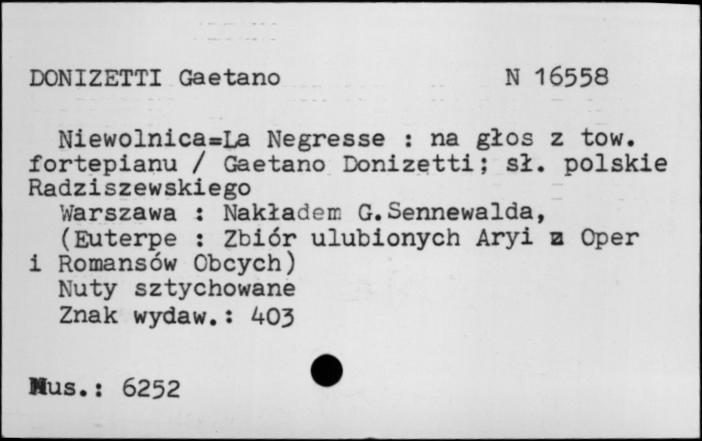 DONIZETTI Gaetano N 16558
Niewolnica=La Negresse : na głos z tow.
fortepianu / Gaetano Donizetti; sł. polskie
Radziszewskiego
Warszawa : Nakładem G.Sennewalda,
(Euterpe : Zbiór ulubionych Aryi z Oper
i Romansów Obcych)
Nuty sztychowane
Znak wydaw.: 403
Mus.: 6252